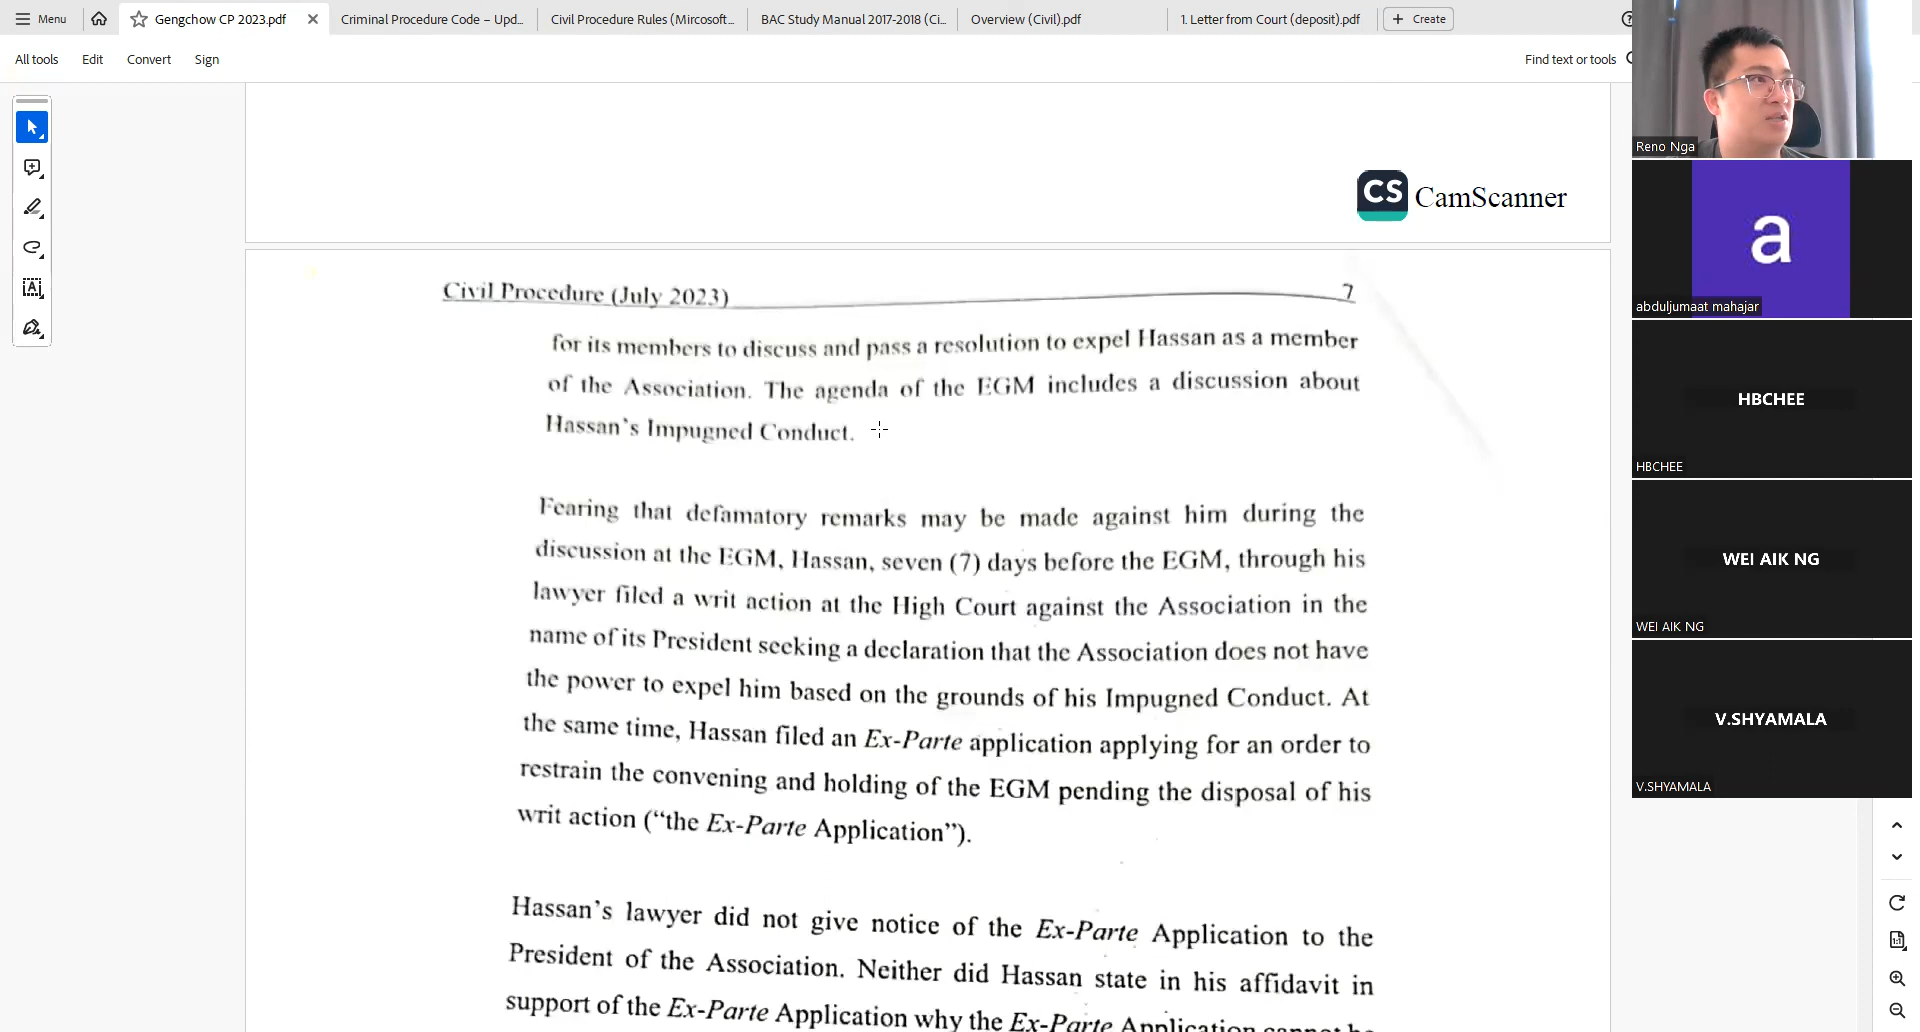 Menu
Gengchow CP 2023.pdf
Criminal Procedure Code – Upd...
Civil Procedure Rules (Mircosoft...
BAC Study Manual 2017-2018 (Ci...
Overview (Civil).pdf
1. Letter from Court (deposit).pdf
+ Create
All tools
Edit
Convert
Sign
Find text or tools
CS CamScanner
Civil Procedure (July 2023) 7
for its members to discuss and pass a resolution to expel Hassan as a member
of the Association. The agenda of the EGM includes a discussion about
Hassan's Impugned Conduct.
Fearing that defamatory remarks may be made against him during the
discussion at the EGM, Hassan, seven (7) days before the EGM, through his
lawyer filed a writ action at the High Court against the Association in the
name of its President seeking a declaration that the Association does not have
the power to expel him based on the grounds of his Impugned Conduct. At
the same time, Hassan filed an Ex-Parte application applying for an order to
restrain the convening and holding of the EGM pending the disposal of his
writ action ("the Ex-Parte Application").
Hassan's lawyer did not give notice of the Ex-Parte Application to the
President of the Association. Neither did Hassan state in his affidavit in
support of the Ex-Parte Application why the Ex-Parte Application cannot be
Reno Nga
a
abduljumaat mahajar
HBCHEE
HBCHEE
WEI AIK NG
WEI AIK NG
V.SHYAMALA
V.SHYAMALA